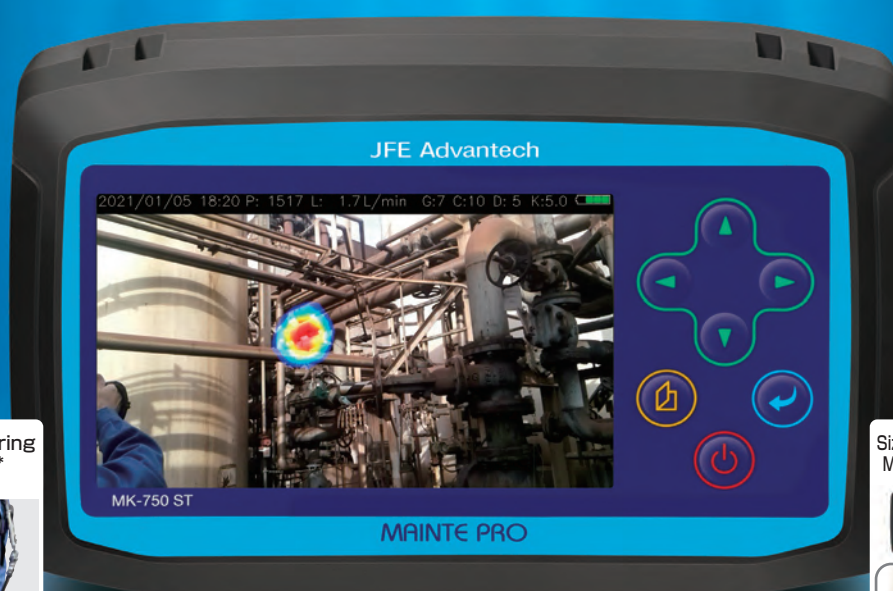 JFE Advantech
2021/01/05 18:20 P: 1517 L: 1.7L/min G:7 C:10 D: 5 K:5.0
MK-750 ST
MAINTE PRO